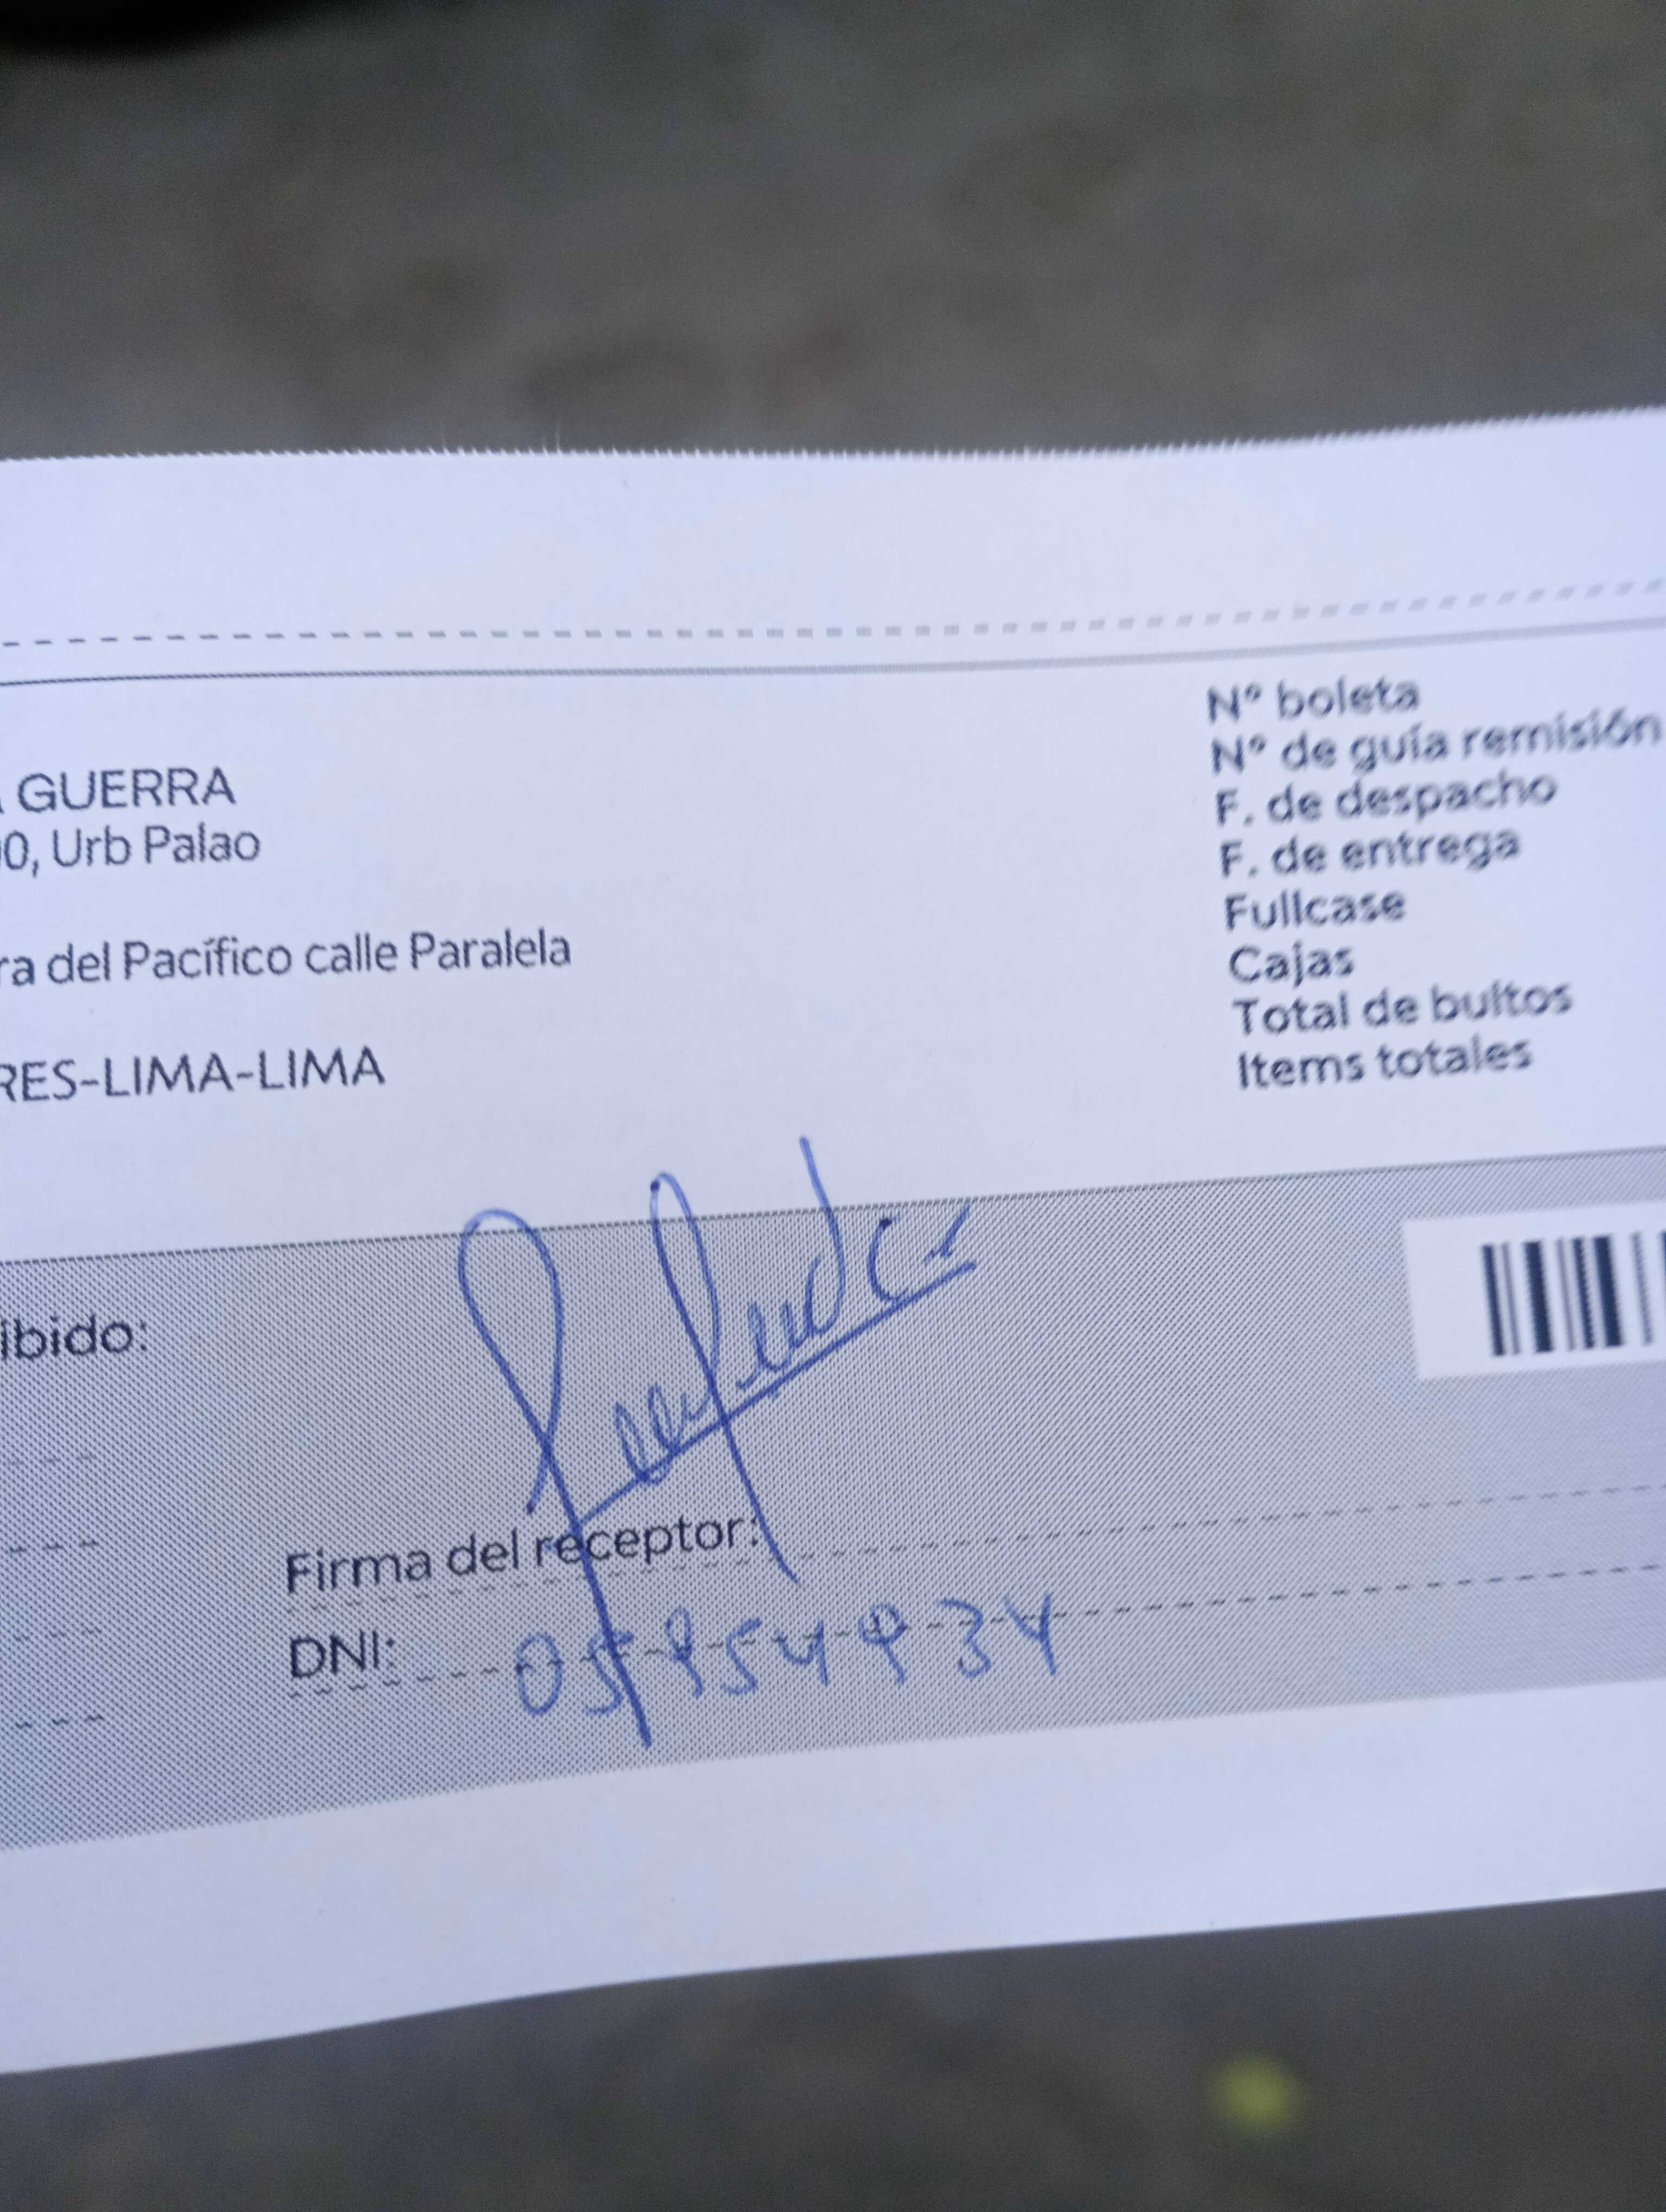 GUERRA
0, Urb Palao
ra del Pacífico calle Paralela
RES-LIMA-LIMA
N° boleta
N° de guía remisión
F. de despacho
F. de entrega
Fullcase
Cajas
Total de bultos
Items totales
ibido:
Firma del receptor:
DNI: 05954934